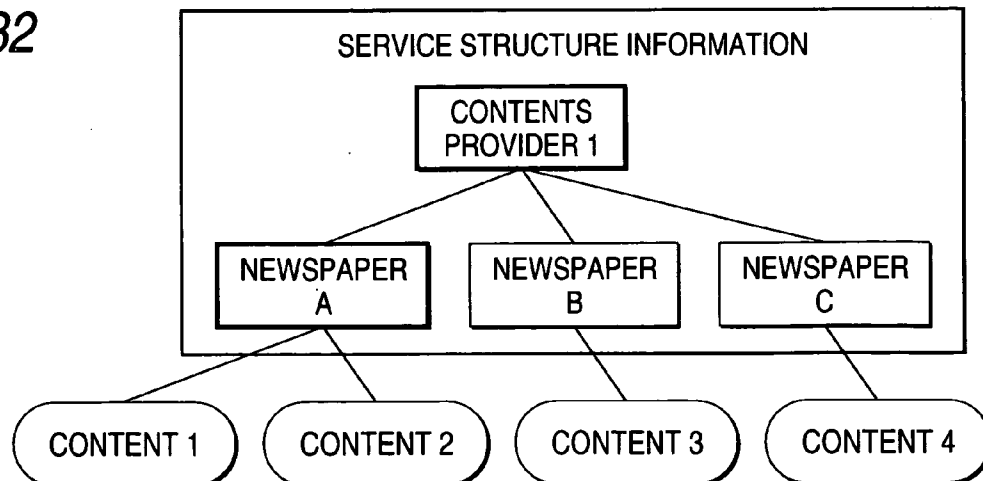 32
SERVICE STRUCTURE INFORMATION
CONTENTS
PROVIDER 1
NEWSPAPER
A
NEWSPAPER
B
NEWSPAPER
C
CONTENT 1
CONTENT 2
CONTENT 3
CONTENT 4